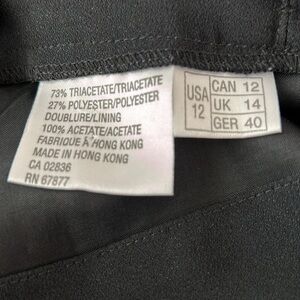 73% TRIACETATE/TRIACETATE
27% POLYESTER/POLYESTER
DOUBLURE/LINING
100% ACETATE/ACETATE
FABRIQUE À HONG KONG
MADE IN HONG KONG
CA 02836
RN 67877
USA
12
CAN 12
UK 14
GER 40